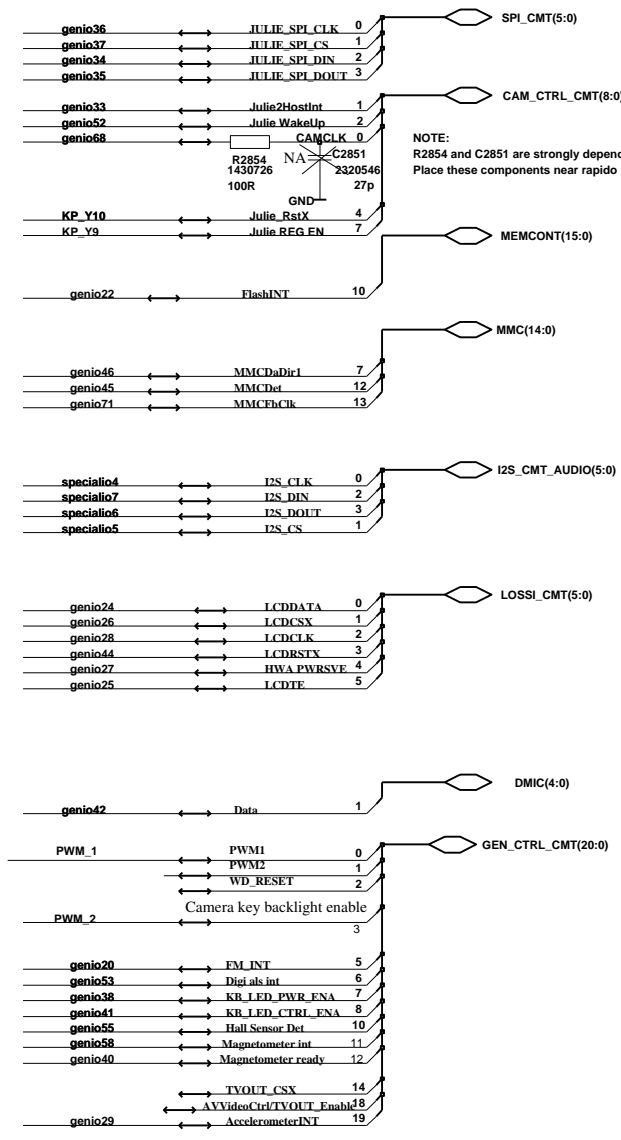 SPI_CMT(5:0)
genio36 JULIE_SPI_CLK 0
genio37 JULIE_SPI_CS 1
genio34 JULIE_SPI_DIN 2
genio35 JULIE_SPI_DOUT 3
CAM_CTRL_CMT(8:0)
genio33 Julie2HostInt 1
genio52 Julie WakeUp 2
genio68 CAMCLK 0
NOTE:
R2854 and C2851 are strongly depend
Place these components near rapido
R2854
1430726
100R
NA
C2851
2320546
27p
GND
KP_Y10 Julie_RstX 4
KP_Y9 Julie REG EN 7
MEMCONT(15:0)
genio22 FlashINT 10
MMC(14:0)
genio46 MMCDaDir1 7
genio45 MMCDet 12
genio71 MMCFbClk 13
I2S_CMT_AUDIO(5:0)
specialio4 I2S_CLK 0
specialio7 I2S_DIN 2
specialio6 I2S_DOUT 3
specialio5 I2S_CS 1
LOSSI_CMT(5:0)
genio24 LCDDATA 0
genio26 LCDCSX 1
genio28 LCDCLK 2
genio44 LCDRSTX 3
genio27 HWA PWRSVE 4
genio25 LCDTE 5
DMIC(4:0)
genio42 Data 1
GEN_CTRL_CMT(20:0)
PWM_1 PWM1 0
PWM2 1
WD_RESET 2
Camera key backlight enable
PWM_2 3
genio20 FM_INT 5
genio53 Digi als int 6
genio38 KB_LED_PWR_ENA 7
genio41 KB_LED_CTRL_ENA 8
genio55 Hall Sensor Det 10
genio58 Magnetometer int 11
genio40 Magnetometer ready 12
TVOUT_CSX 14
AVVideoCtrl/TVOUT_Enable 18
genio29 AccelerometerINT 19